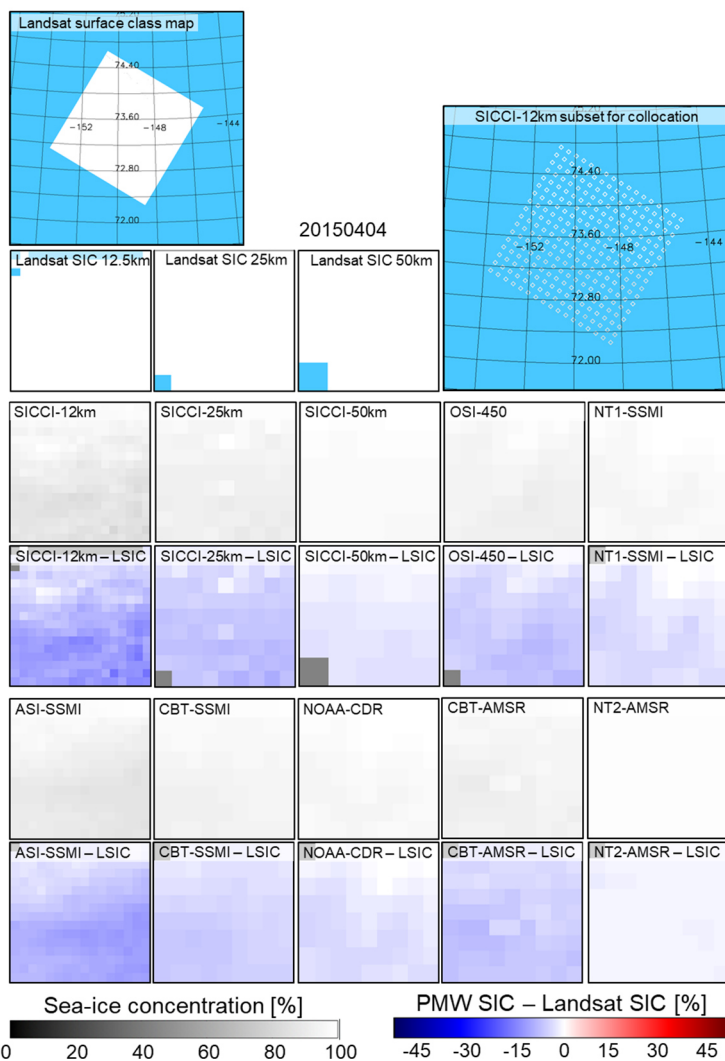 Landsat surface class map
75.20
74.40
73.60
−152
−148
−144
72.80
72.00
SICCI-12km subset for collocation
75.20
74.40
73.60
−152
−148
−144
72.80
72.00
20150404
Landsat SIC 12.5km
Landsat SIC 25km
Landsat SIC 50km
SICCI-12km
SICCI-25km
SICCI-50km
OSI-450
NT1-SSMI
SICCI-12km – LSIC
SICCI-25km – LSIC
SICCI-50km – LSIC
OSI-450 – LSIC
NT1-SSMI – LSIC
ASI-SSMI
CBT-SSMI
NOAA-CDR
CBT-AMSR
NT2-AMSR
ASI-SSMI – LSIC
CBT-SSMI – LSIC
NOAA-CDR – LSIC
CBT-AMSR – LSIC
NT2-AMSR – LSIC
Sea-ice concentration [%]
0 20 40 60 80 100
PMW SIC – Landsat SIC [%]
-45 -30 -15 0 15 30 45